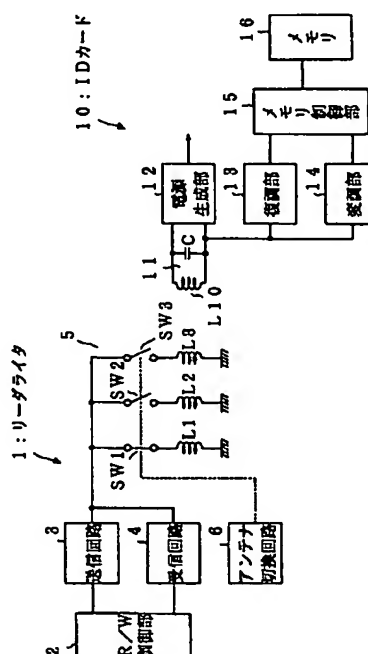 1:リーダライタ
10:IDカード
2
R/W
制御部
3
送信回路
4
受信回路
5
6
アンテナ
切換回路
SW1
SW2
SW3
L1
L2
L3
L10
11
C
12
電源
生成部
13
復調部
14
変調部
15
メモリ制御部
16
メモリ